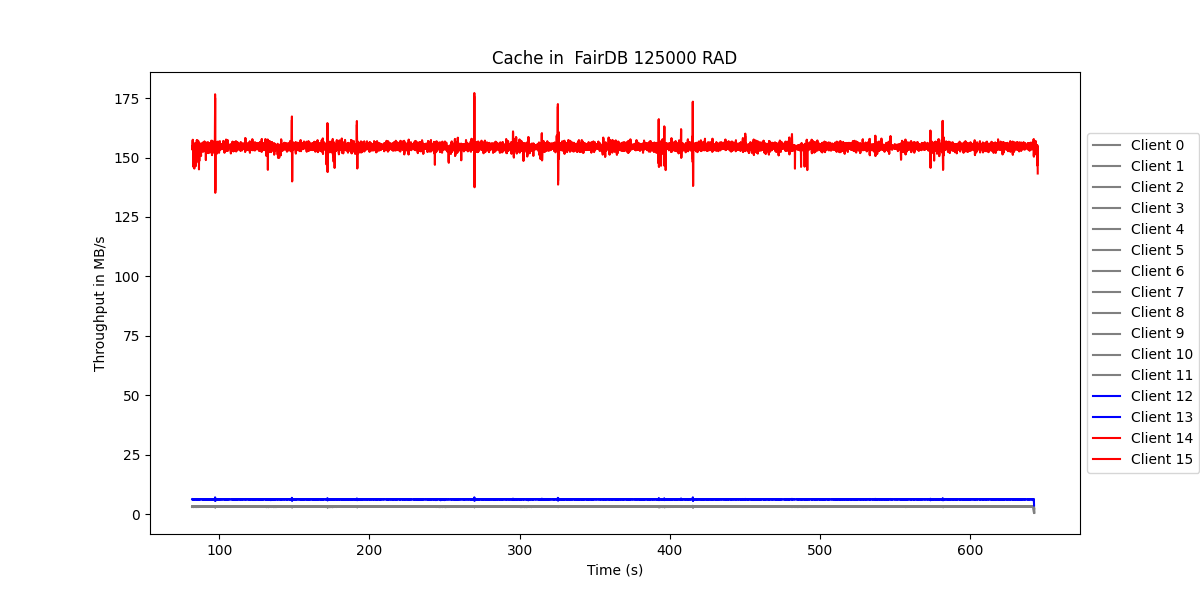 Cache in  FairDB 125000 RAD
Throughput in MB/s
175
150
125
100
75
50
25
0
100
200
300
400
500
600
Time (s)
Client 0
Client 1
Client 2
Client 3
Client 4
Client 5
Client 6
Client 7
Client 8
Client 9
Client 10
Client 11
Client 12
Client 13
Client 14
Client 15